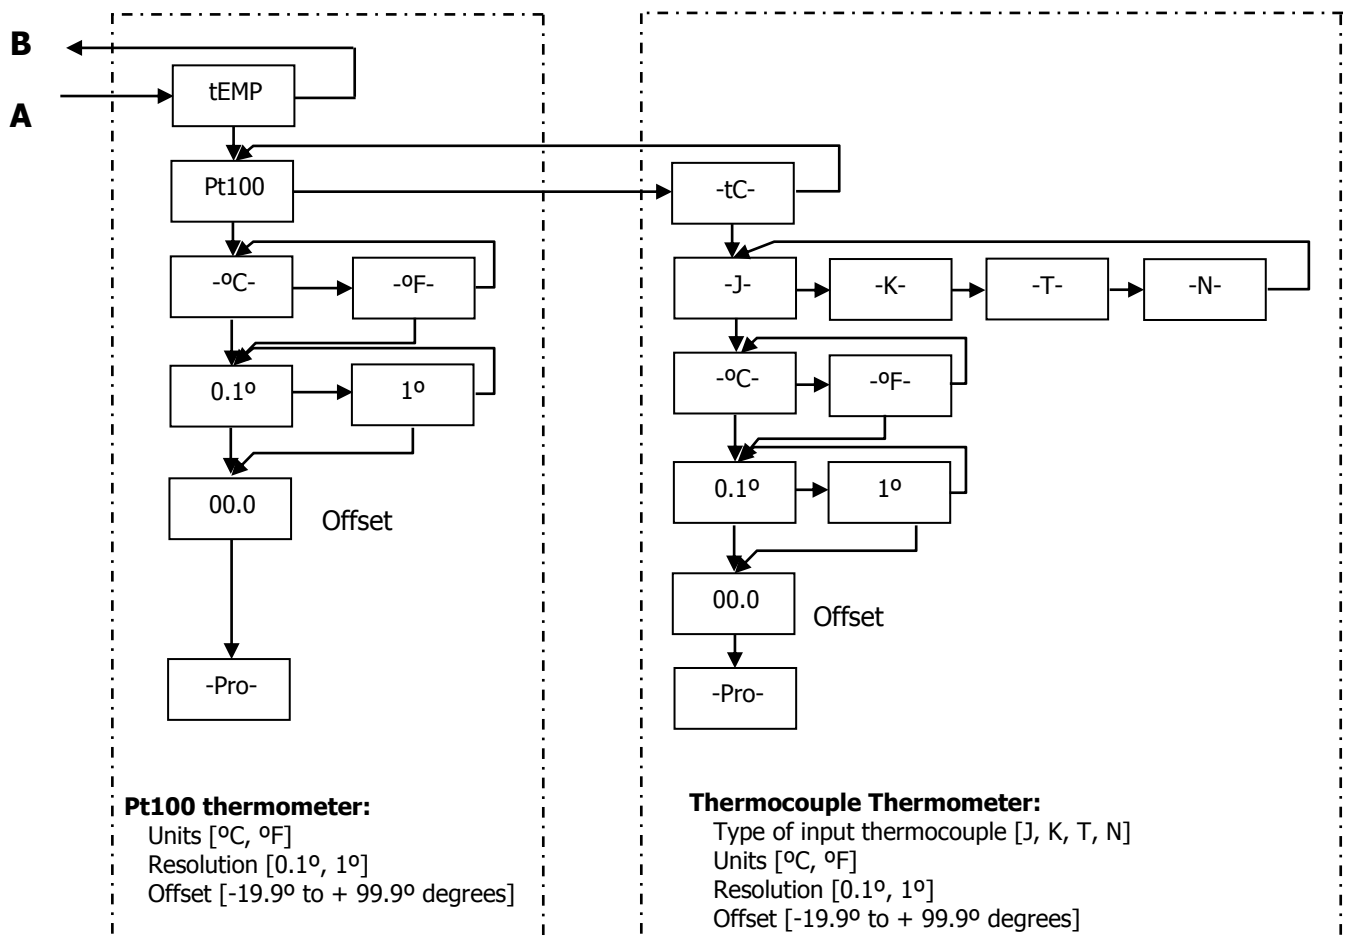 B
A
tEMP
Pt100
-ºC-
-ºF-
0.1º
1º
00.0
Offset
-Pro-
Pt100 thermometer:
Units [ºC, ºF]
Resolution [0.1º, 1º]
Offset [-19.9º to + 99.9º degrees]
-tC-
-J-
-K-
-T-
-N-
-ºC-
-ºF-
0.1º
1º
00.0
Offset
-Pro-
Thermocouple Thermometer:
Type of input thermocouple [J, K, T, N]
Units [ºC, ºF]
Resolution [0.1º, 1º]
Offset [-19.9º to + 99.9º degrees]